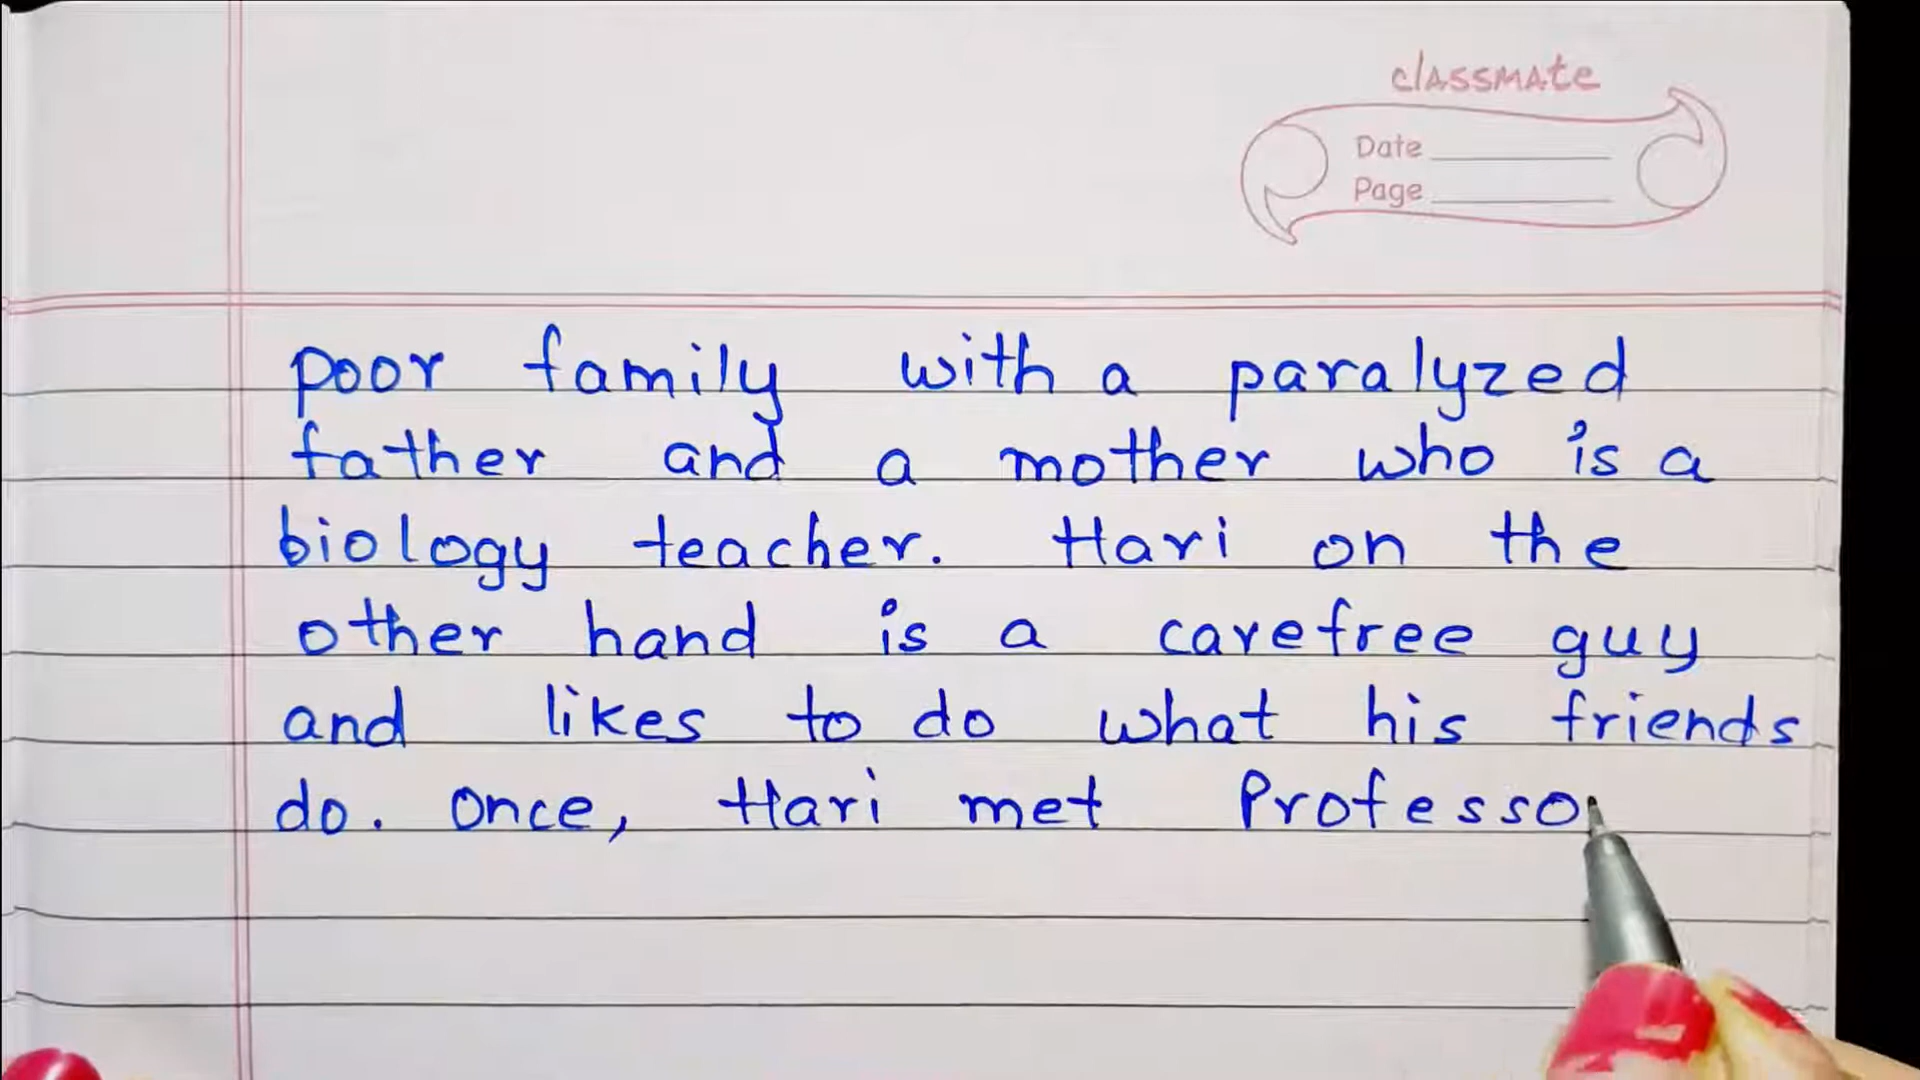 classmate
Date
Page
poor family with a paralyzed
father and a mother who is a
biology teacher. Hari on the
other hand is a carefree guy
and likes to do what his friends
do. Once, Hari met Professo